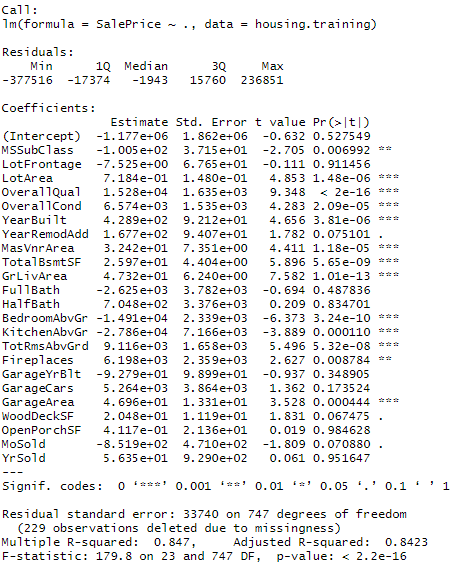 Call:
lm(formula = SalePrice ~ ., data = housing.training)
Residuals:
Min 1Q Median 3Q Max
-377516 -17374 -1943 15760 236851
Coefficients:
Estimate Std. Error t value Pr(>|t|)
(Intercept) -1.177e+06 1.862e+06 -0.632 0.527549
MSSubClass -1.005e+02 3.715e+01 -2.705 0.006992 **
LotFrontage -7.525e+00 6.765e+01 -0.111 0.911456
LotArea 7.184e-01 1.480e-01 4.853 1.48e-06 ***
OverallQual 1.528e+04 1.635e+03 9.348 < 2e-16 ***
OverallCond 6.574e+03 1.535e+03 4.283 2.09e-05 ***
YearBuilt 4.289e+02 9.212e+01 4.656 3.81e-06 ***
YearRemodAdd 1.677e+02 9.407e+01 1.782 0.075101 .
MasVnrArea 3.242e+01 7.351e+00 4.411 1.18e-05 ***
TotalBsmtSF 2.597e+01 4.404e+00 5.896 5.65e-09 ***
GrLivArea 4.732e+01 6.240e+00 7.582 1.01e-13 ***
FullBath -2.625e+03 3.782e+03 -0.694 0.487836
HalfBath 7.048e+02 3.376e+03 0.209 0.834701
BedroomAbvGr -1.491e+04 2.339e+03 -6.373 3.24e-10 ***
KitchenAbvGr -2.786e+04 7.166e+03 -3.889 0.000110 ***
TotRmsAbvGrd 9.116e+03 1.658e+03 5.496 5.32e-08 ***
Fireplaces 6.198e+03 2.359e+03 2.627 0.008784 **
GarageYrBlt -9.279e+01 9.899e+01 -0.937 0.348905
GarageCars 5.264e+03 3.864e+03 1.362 0.173524
GarageArea 4.696e+01 1.331e+01 3.528 0.000444 ***
WoodDeckSF 2.048e+01 1.119e+01 1.831 0.067475 .
OpenPorchSF 4.117e-01 2.136e+01 0.019 0.984628
MoSold -8.519e+02 4.710e+02 -1.809 0.070880 .
YrSold 5.635e+01 9.290e+02 0.061 0.951647
---
Signif. codes: 0 ‘***’ 0.001 ‘**’ 0.01 ‘*’ 0.05 ‘.’ 0.1 ‘ ’ 1
Residual standard error: 33740 on 747 degrees of freedom
(229 observations deleted due to missingness)
Multiple R-squared: 0.847, Adjusted R-squared: 0.8423
F-statistic: 179.8 on 23 and 747 DF, p-value: < 2.2e-16